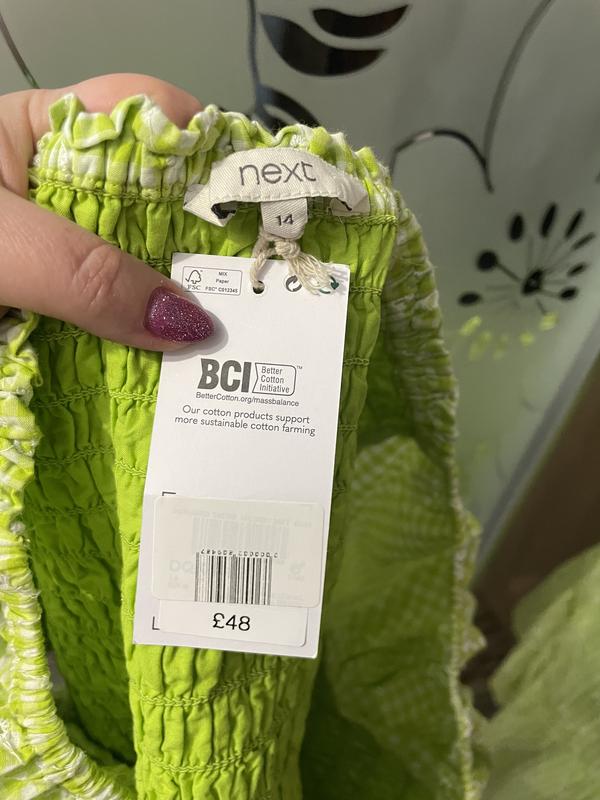 next
14
FSC
MIX
Paper
FSC® C012345
BCI
Better
Cotton
Initiative
™
BetterCotton.org/massbalance
Our cotton products support
more sustainable cotton farming
£48